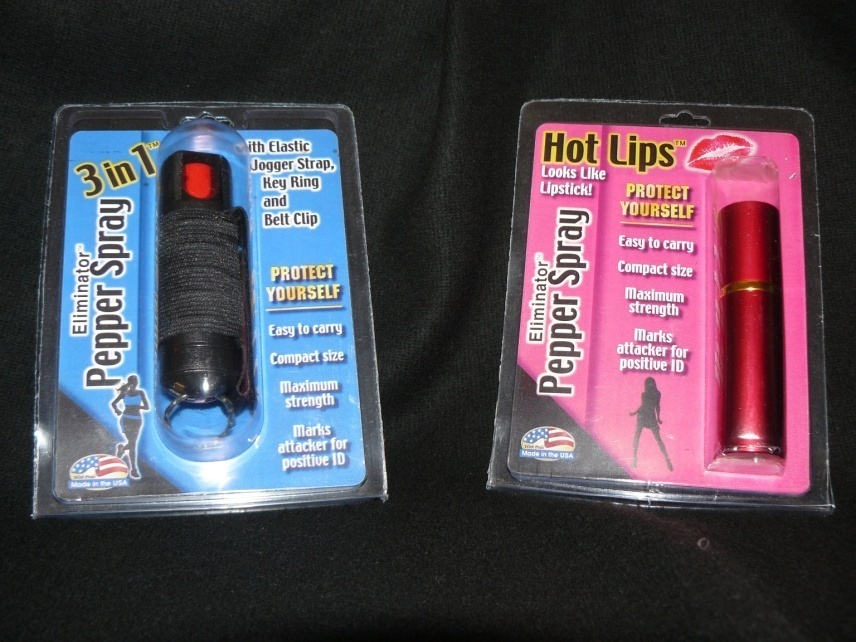 3 in 1™
ith Elastic
Jogger Strap,
Key Ring
and
Belt Clip
Eliminator™
Pepper Spray
PROTECT
YOURSELF
Easy to carry
Compact size
Maximum
strength
Marks
attacker for
positive ID
Made in the USA
Hot Lips™
Looks Like
Lipstick!
PROTECT
YOURSELF
Eliminator™
Pepper Spray
Easy to carry
Compact size
Maximum
strength
Marks
attacker for
positive ID
Made in the USA